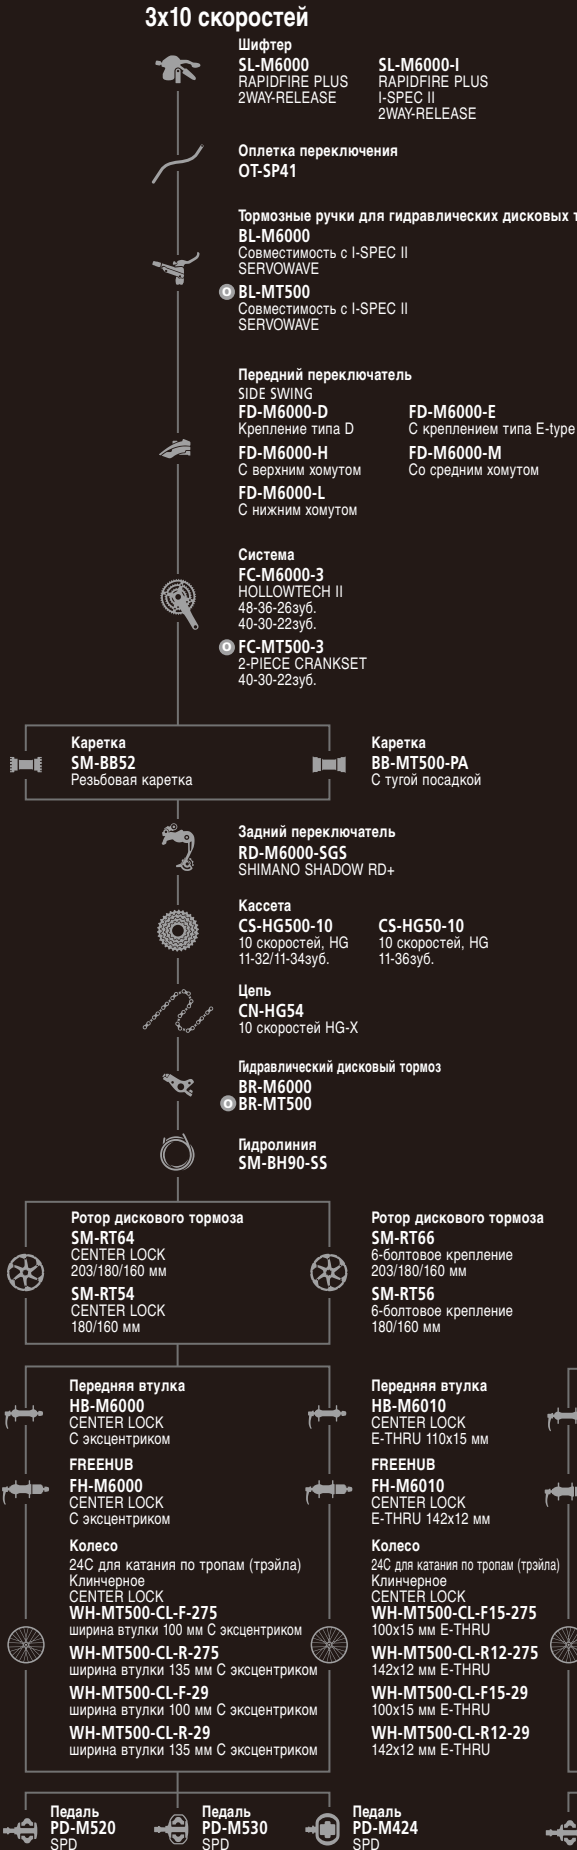 3x10 скоростей
Шифтер
SL-M6000
RAPIDFIRE PLUS
2WAY-RELEASE
SL-M6000-I
RAPIDFIRE PLUS
I-SPEC II
2WAY-RELEASE
Оплетка переключения
OT-SP41
Тормозные ручки для гидравлических дисковых т
BL-M6000
Совместимость с I-SPEC II
SERVOWAVE
O BL-MT500
Совместимость с I-SPEC II
SERVOWAVE
Передний переключатель
SIDE SWING
FD-M6000-D
Крепление типа D
FD-M6000-E
С креплением типа E-type
FD-M6000-H
С верхним хомутом
FD-M6000-M
Со средним хомутом
FD-M6000-L
С нижним хомутом
Система
FC-M6000-3
HOLLOWTECH II
48-36-26зуб.
40-30-22зуб.
O FC-MT500-3
2-PIECE CRANKSET
40-30-22зуб.
Каретка
SM-BB52
Резьбовая каретка
Каретка
BB-MT500-PA
С тугой посадкой
Задний переключатель
RD-M6000-SGS
SHIMANO SHADOW RD+
Кассета
CS-HG500-10
10 скоростей, HG
11-32/11-34зуб.
CS-HG50-10
10 скоростей, HG
11-36зуб.
Цепь
CN-HG54
10 скоростей HG-X
Гидравлический дисковый тормоз
BR-M6000
O BR-MT500
Гидролиния
SM-BH90-SS
Ротор дискового тормоза
SM-RT64
CENTER LOCK
203/180/160 мм
SM-RT54
CENTER LOCK
180/160 мм
Ротор дискового тормоза
SM-RT66
6-болтовое крепление
203/180/160 мм
SM-RT56
6-болтовое крепление
180/160 мм
Передняя втулка
HB-M6000
CENTER LOCK
С эксцентриком
FREEHUB
FH-M6000
CENTER LOCK
С эксцентриком
Колесо
24C для катания по тропам (трэйла)
Клинчерное
CENTER LOCK
WH-MT500-CL-F-275
ширина втулки 100 мм С эксцентриком
WH-MT500-CL-R-275
ширина втулки 135 мм С эксцентриком
WH-MT500-CL-F-29
ширина втулки 100 мм С эксцентриком
WH-MT500-CL-R-29
ширина втулки 135 мм С эксцентриком
Передняя втулка
HB-M6010
CENTER LOCK
E-THRU 110x15 мм
FREEHUB
FH-M6010
CENTER LOCK
E-THRU 142x12 мм
Колесо
24C для катания по тропам (трэйла)
Клинчерное
CENTER LOCK
WH-MT500-CL-F15-275
100x15 мм E-THRU
WH-MT500-CL-R12-275
142x12 мм E-THRU
WH-MT500-CL-F15-29
100x15 мм E-THRU
WH-MT500-CL-R12-29
142x12 мм E-THRU
Педаль
PD-M520
SPD
Педаль
PD-M530
SPD
Педаль
PD-M424
SPD